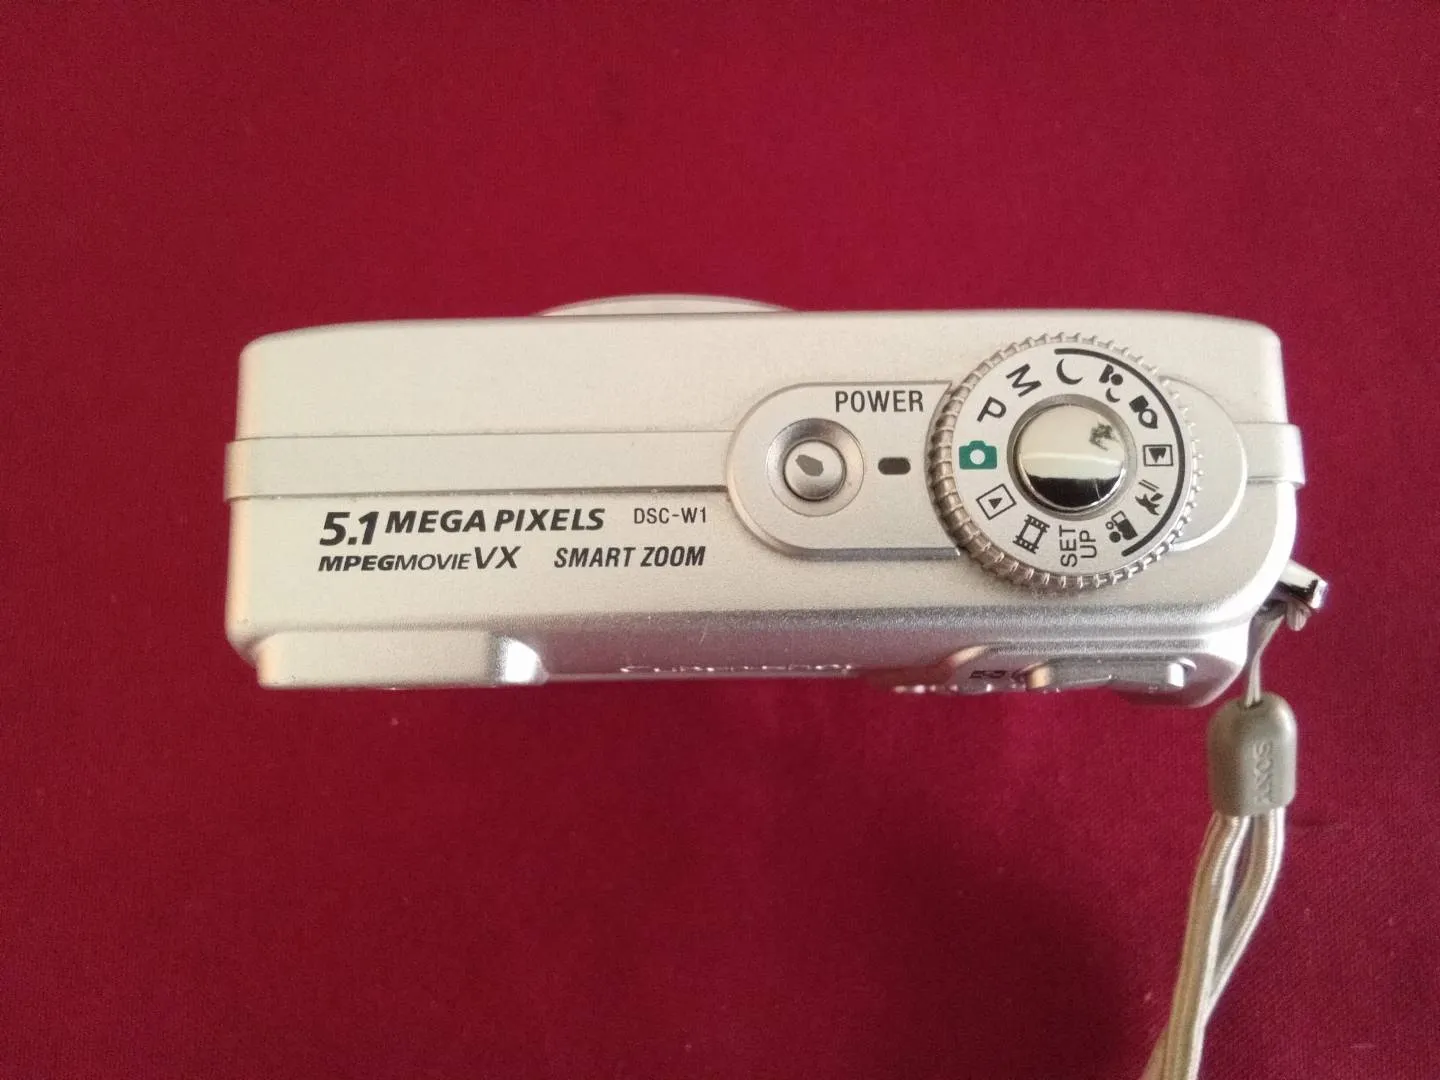 POWER
P
M
SET UP
5.1 MEGA PIXELS DSC-W1
MPEGMOVIE VX SMART ZOOM
SONY